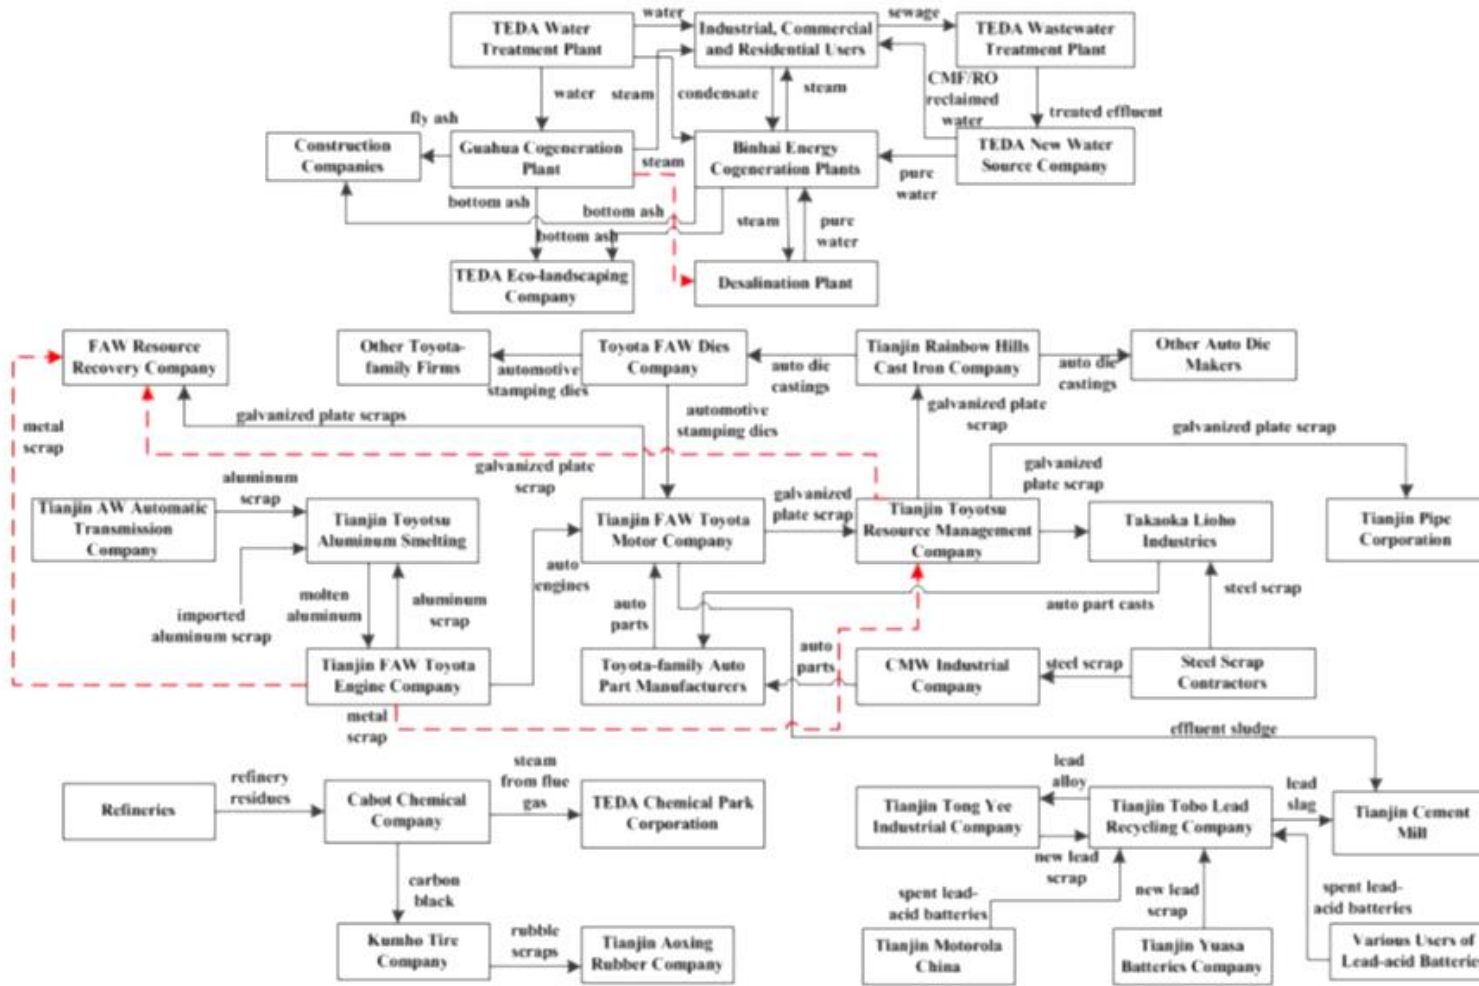 TEDA Water
Treatment Plant
water
Industrial, Commercial
and Residential Users
sewage
TEDA Wastewater
Treatment Plant
water
steam
condensate
steam
CMF/RO
reclaimed
water
treated effluent
fly ash
Construction
Companies
Guahua Cogeneration
Plant
steam
Binhai Energy
Cogeneration Plants
pure
water
TEDA New Water
Source Company
bottom ash
bottom ash
bottom ash
steam
pure
water
TEDA Eco-landscaping
Company
Desalination Plant
FAW Resource
Recovery Company
Other Toyota-
family Firms
automotive
stamping dies
Toyota FAW Dies
Company
auto die
castings
Tianjin Rainbow Hills
Cast Iron Company
auto die
castings
Other Auto Die
Makers
metal
scrap
galvanized plate scraps
automotive
stamping dies
galvanized plate
scrap
galvanized plate scrap
aluminum
scrap
galvanized plate
scrap
galvanized
plate scrap
galvanized
plate scrap
Tianjin AW Automatic
Transmission
Company
Tianjin Toyotsu
Aluminum Smelting
Tianjin FAW Toyota
Motor Company
Tianjin Toyotsu
Resource Management
Company
Takaoka Lioho
Industries
Tianjin Pipe
Corporation
imported
aluminum scrap
molten
aluminum
aluminum
scrap
auto
engines
auto
parts
auto part casts
steel scrap
Tianjin FAW Toyota
Engine Company
Toyota-family Auto
Part Manufacturers
auto
parts
CMW Industrial
Company
steel scrap
Steel Scrap
Contractors
metal
scrap
effluent sludge
Refineries
refinery
residues
Cabot Chemical
Company
steam
from flue
gas
TEDA Chemical Park
Corporation
Tianjin Tong Yee
Industrial Company
lead
alloy
new lead
scrap
Tianjin Tobo Lead
Recycling Company
lead
slag
Tianjin Cement
Mill
carbon
black
spent lead-
acid batteries
new lead
scrap
spent lead-
acid batteries
Kumho Tire
Company
rubble
scraps
Tianjin Aoxing
Rubber Company
Tianjin Motorola
China
Tianjin Yuasa
Batteries Company
Various Users of
Lead-acid Batteries